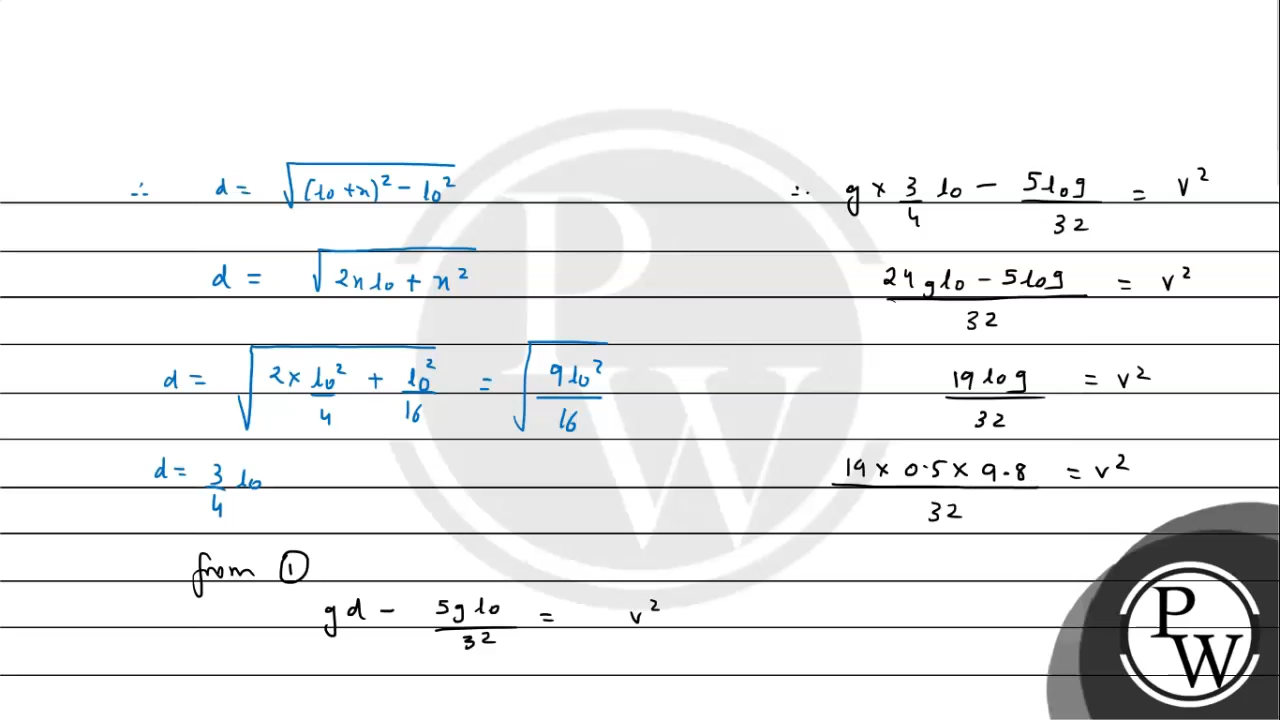 ∴ d = √((l₀ + x)² − l₀²)
d = √(2xl₀ + x²)
d = √(2 × l₀²/4 + l₀²/16) = √(9l₀²/16)
d = 3/4 l₀
from ①
gd − 5gl₀/32 = v²
∴ g × 3/4 l₀ − 5l₀g/32 = v²
(24gl₀ − 5l₀g)/32 = v²
19l₀g/32 = v²
(19 × 0.5 × 9.8)/32 = v²
P
W
P
W